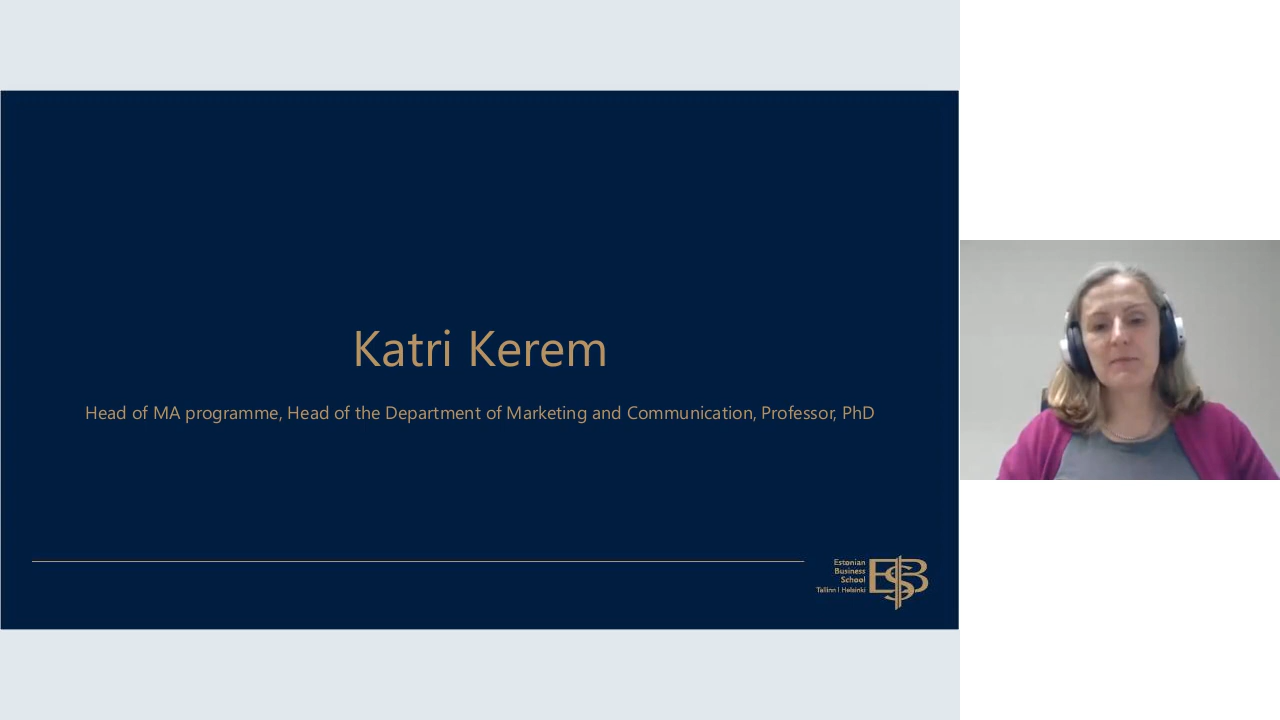 Katri Kerem
Head of MA programme, Head of the Department of Marketing and Communication, Professor, PhD
Estonian
Business
School
Tallinn I Helsinki
EBS